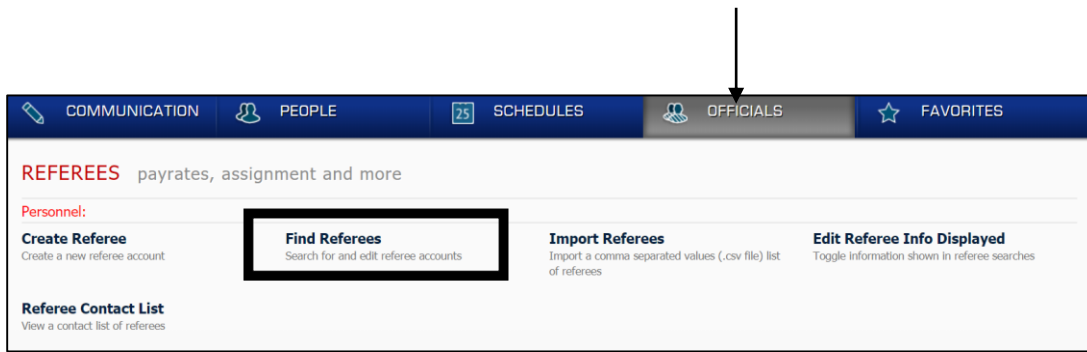 COMMUNICATION PEOPLE 25 SCHEDULES OFFICIALS FAVORITES
REFEREES payrates, assignment and more
Personnel:
Create Referee
Create a new referee account
Find Referees
Search for and edit referee accounts
Import Referees
Import a comma separated values (.csv file) list
of referees
Edit Referee Info Displayed
Toggle information shown in referee searches
Referee Contact List
View a contact list of referees